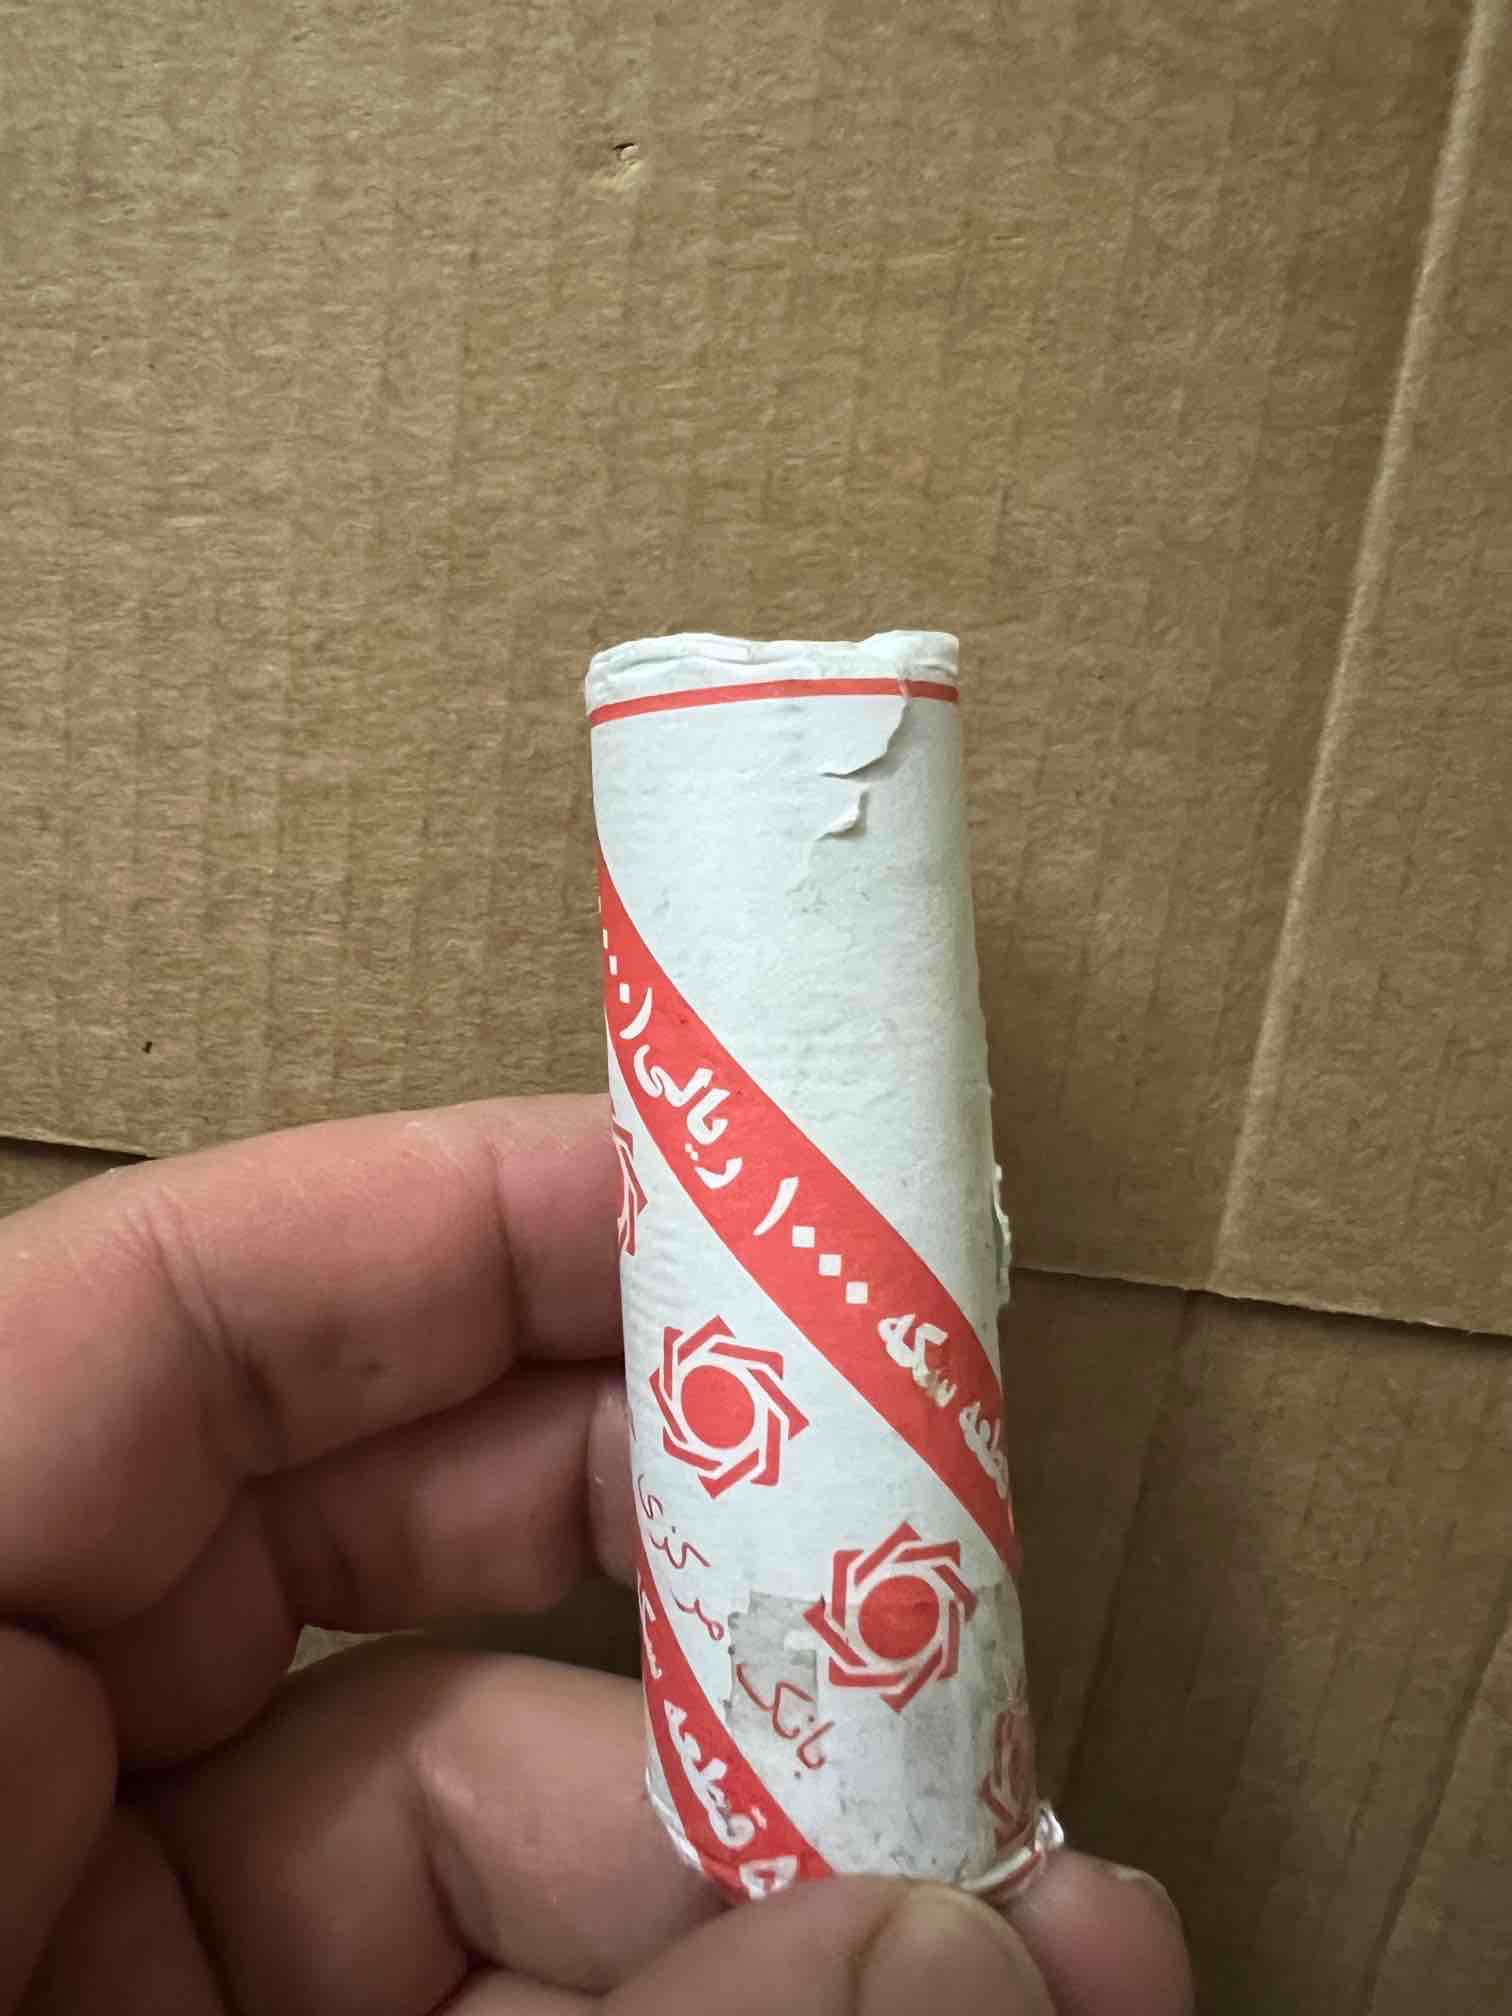 قطعه سکه ۱۰۰۰ ریالی
بانک مرکزی
قطعه